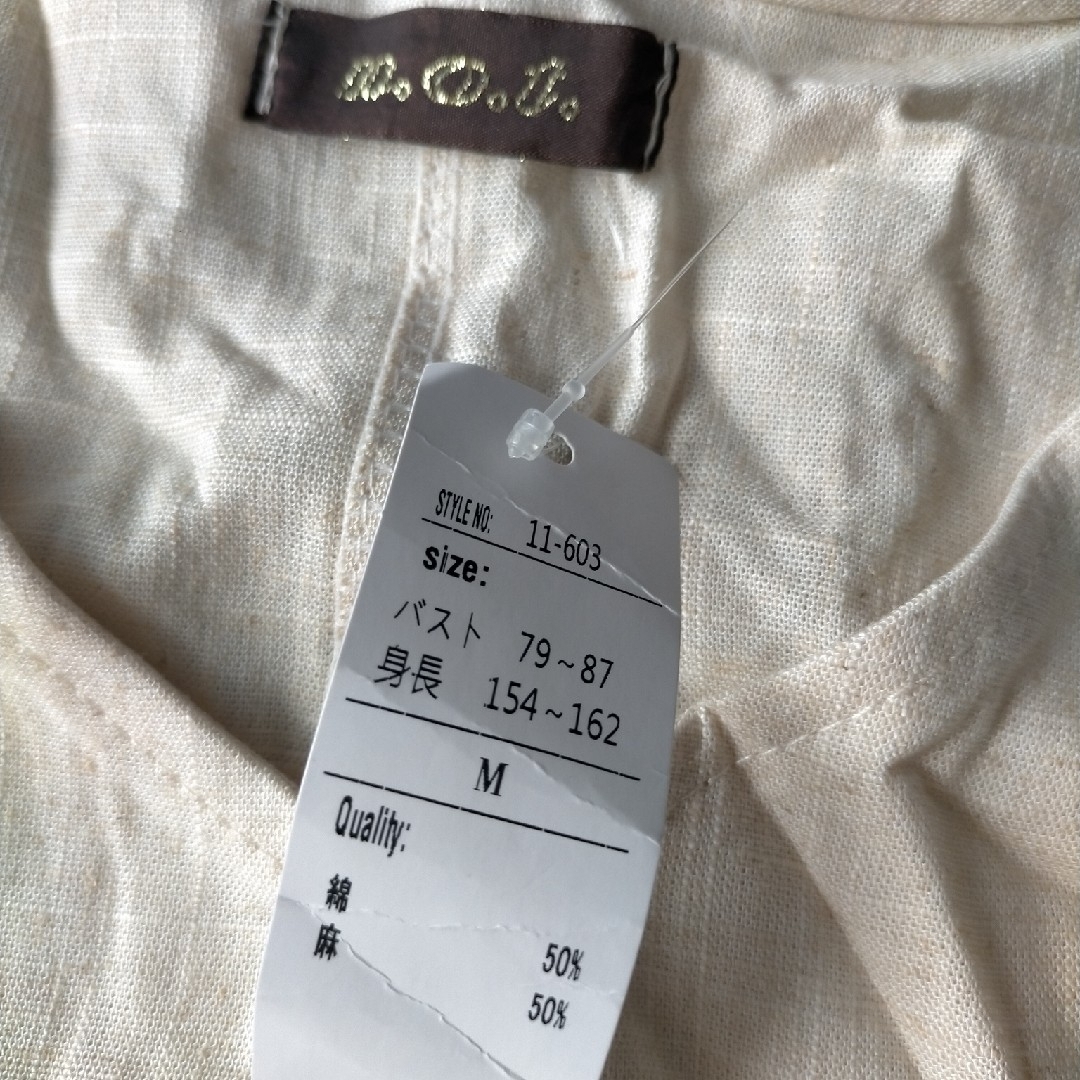 STYLE NO: 11-603
size:
バスト 79~87
身長 154~162
M
Quality:
綿 50%
麻 50%